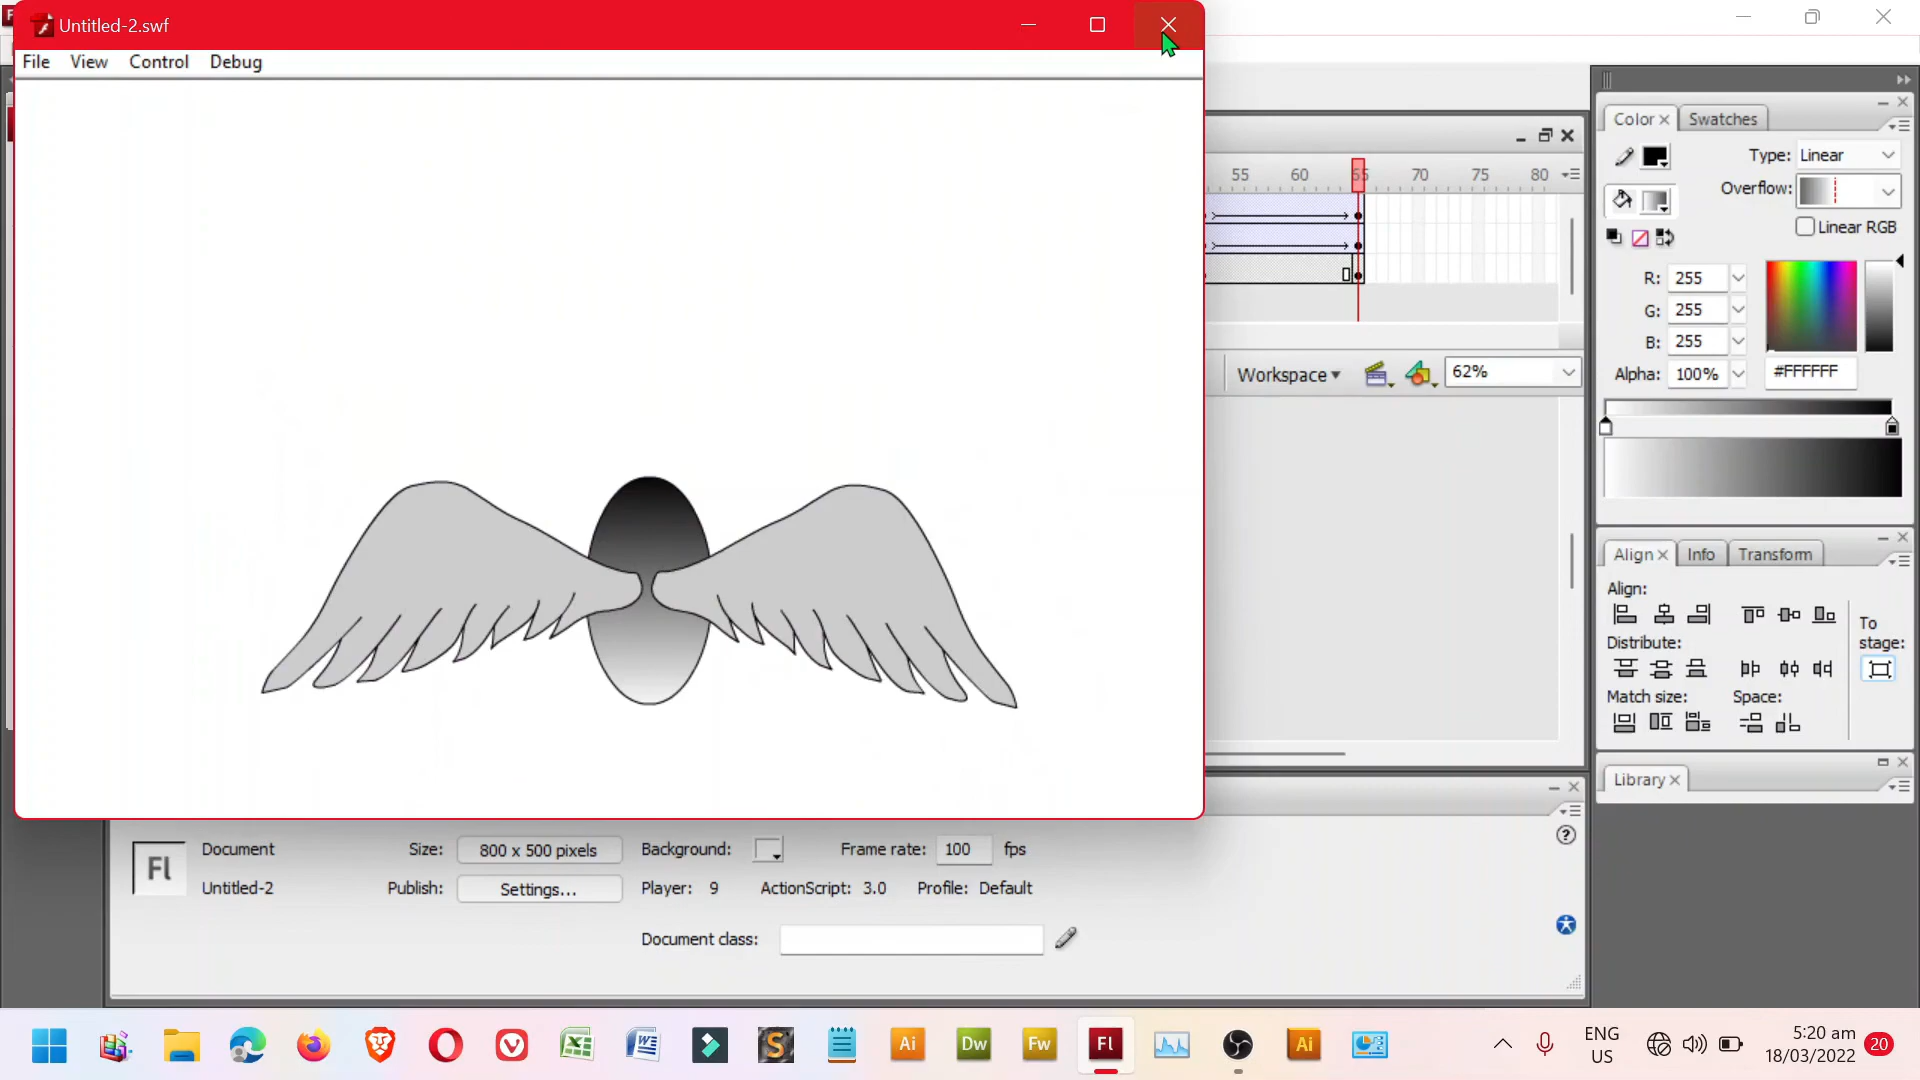 Untitled-2.swf
File View Control Debug
55 60 65 70 75 80
Workspace 62%
Color Swatches
Type: Linear
Overflow:
Linear RGB
R: 255
G: 255
B: 255
Alpha: 100% #FFFFFF
Align Info Transform
Align:
To
stage:
Distribute:
Match size: Space:
Library
Fl
Document Size: 800 x 500 pixels Background: Frame rate: 100 fps
Untitled-2 Publish: Settings... Player: 9 ActionScript: 3.0 Profile: Default
Document class:
Ai Dw Fw Fl Ai
ENG
US
5:20 am
18/03/2022
20